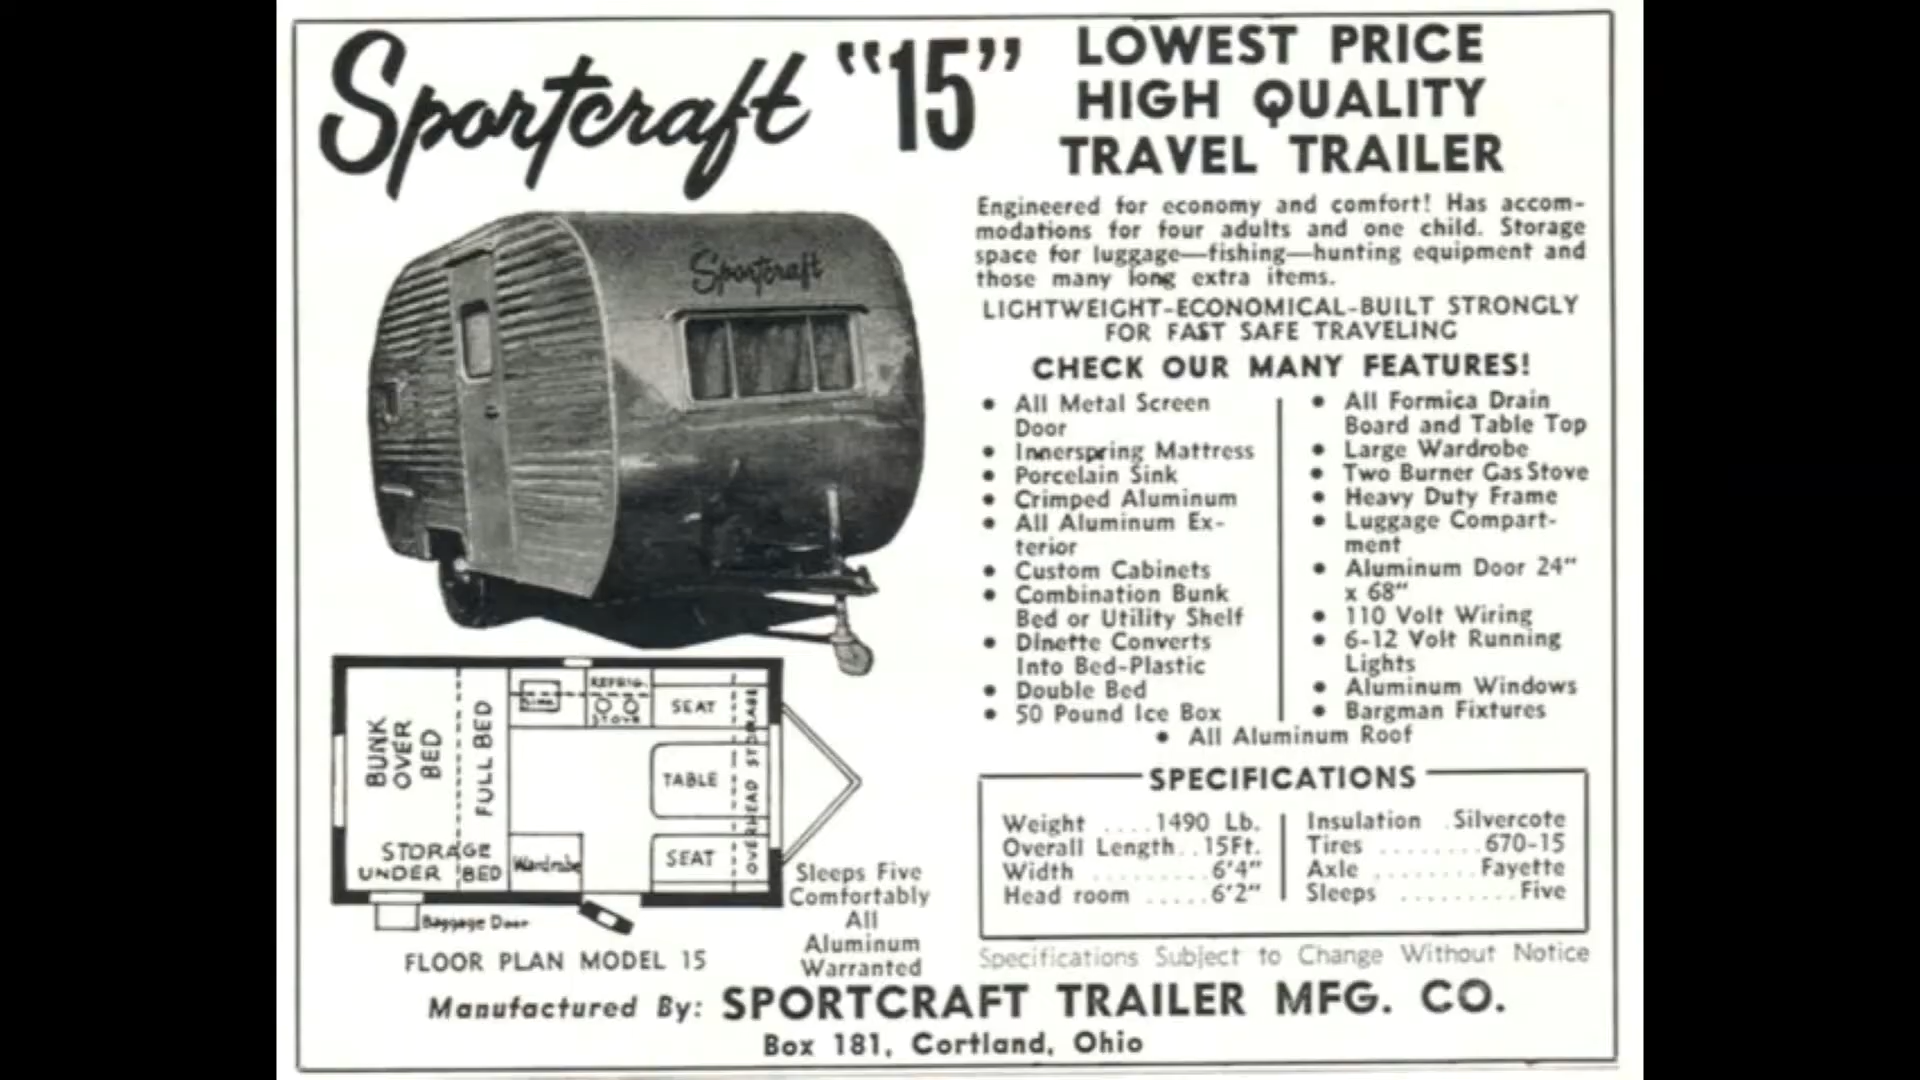 Sportcraft "15"
LOWEST PRICE
HIGH QUALITY
TRAVEL TRAILER
Engineered for economy and comfort! Has accom-
modations for four adults and one child. Storage
space for luggage—fishing—hunting equipment and
those many long extra items.
LIGHTWEIGHT-ECONOMICAL-BUILT STRONGLY
FOR FAST SAFE TRAVELING
CHECK OUR MANY FEATURES!
• All Metal Screen
Door
• Innerspring Mattress
• Porcelain Sink
• Crimped Aluminum
• All Aluminum Ex-
terior
• Custom Cabinets
• Combination Bunk
Bed or Utility Shelf
• Dinette Converts
Into Bed-Plastic
• Double Bed
• 50 Pound Ice Box
• All Formica Drain
Board and Table Top
• Large Wardrobe
• Two Burner Gas Stove
• Heavy Duty Frame
• Luggage Compart-
ment
• Aluminum Door 24"
x 68"
• 110 Volt Wiring
• 6-12 Volt Running
Lights
• Aluminum Windows
• Bargman Fixtures
• All Aluminum Roof
SPECIFICATIONS
Weight .... 1490 Lb.
Overall Length .. 15Ft.
Width ......... 6'4"
Head room ..... 6'2"
Insulation . Silvercote
Tires ........ 670-15
Axle ........ Fayette
Sleeps ......... Five
Specifications Subject to Change Without Notice
Sportcraft
BUNK
OVER
BED
FULL BED
STORAGE
UNDER BED
SINK
REFRIG.
STOVE
SEAT
TABLE
SEAT
OVERHEAD STORAGE
Wardrobe
Baggage Door
FLOOR PLAN MODEL 15
Sleeps Five
Comfortably
All
Aluminum
Warranted
Manufactured By: SPORTCRAFT TRAILER MFG. CO.
Box 181, Cortland, Ohio